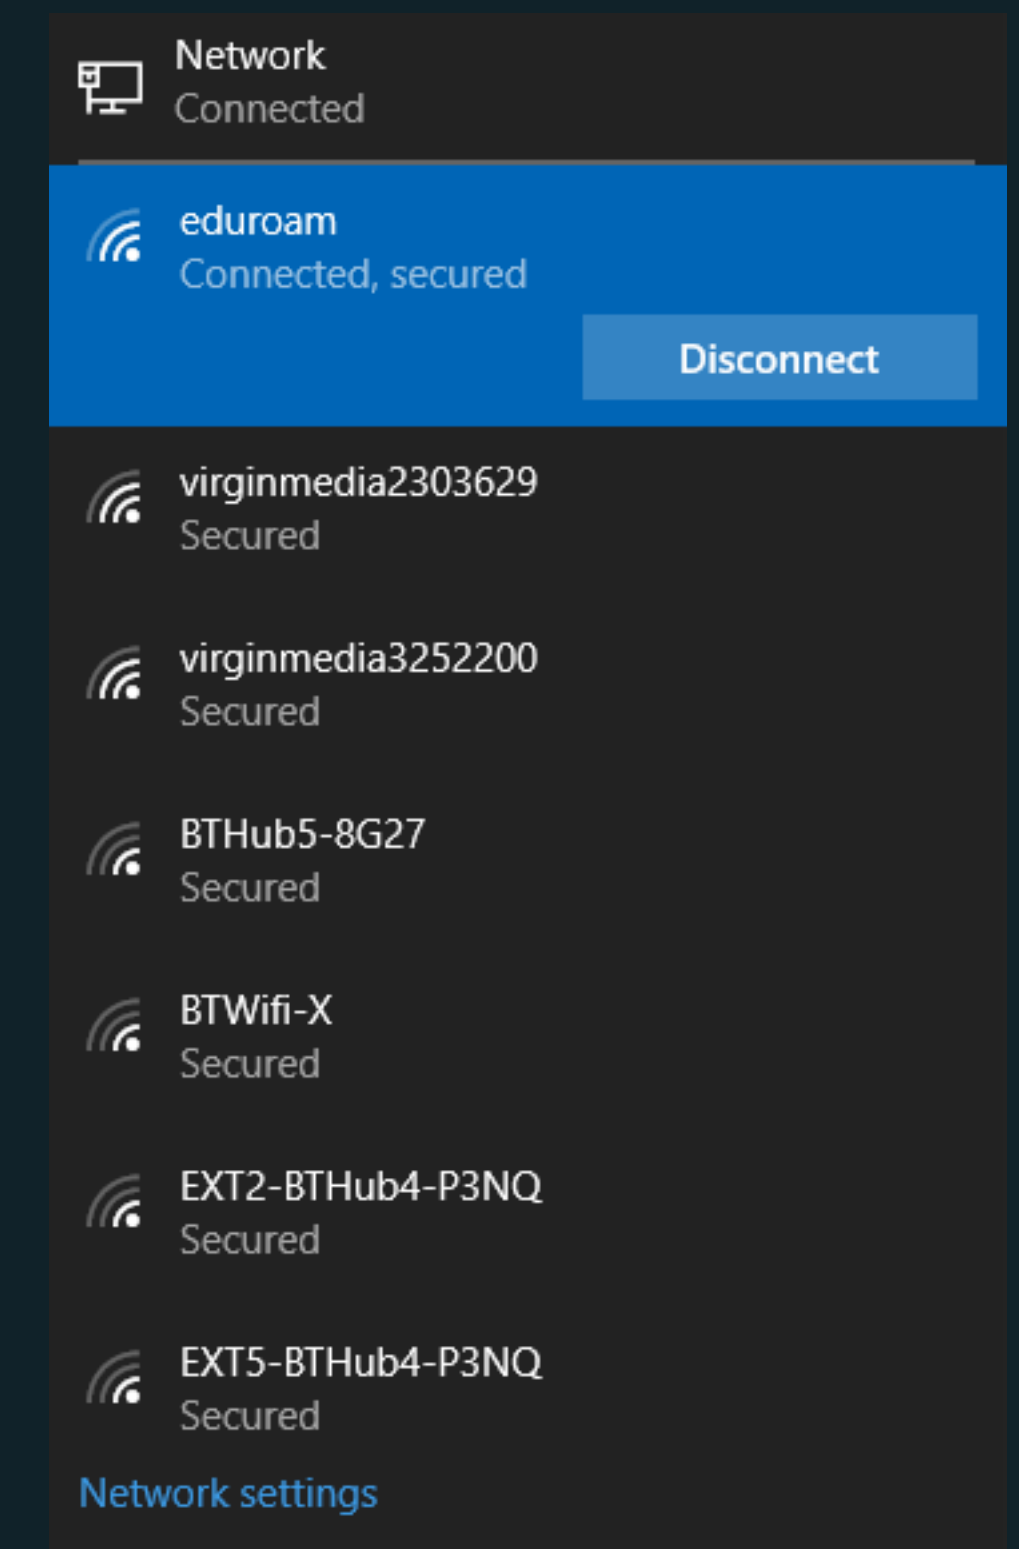 Network
Connected
eduroam
Connected, secured
Disconnect
virginmedia2303629
Secured
virginmedia3252200
Secured
BTHub5-8G27
Secured
BTWifi-X
Secured
EXT2-BTHub4-P3NQ
Secured
EXT5-BTHub4-P3NQ
Secured
Network settings